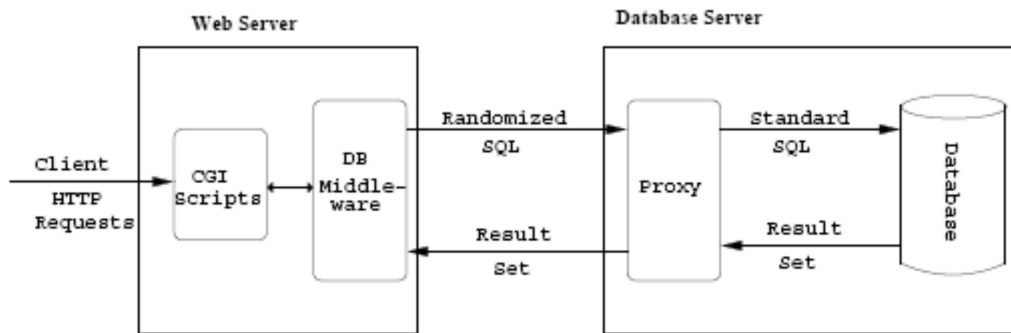 Web Server
Database Server
Client
HTTP
Requests
CGI
Scripts
DB
Middle-
ware
Randomized
SQL
Result
Set
Proxy
Standard
SQL
Result
Set
Database